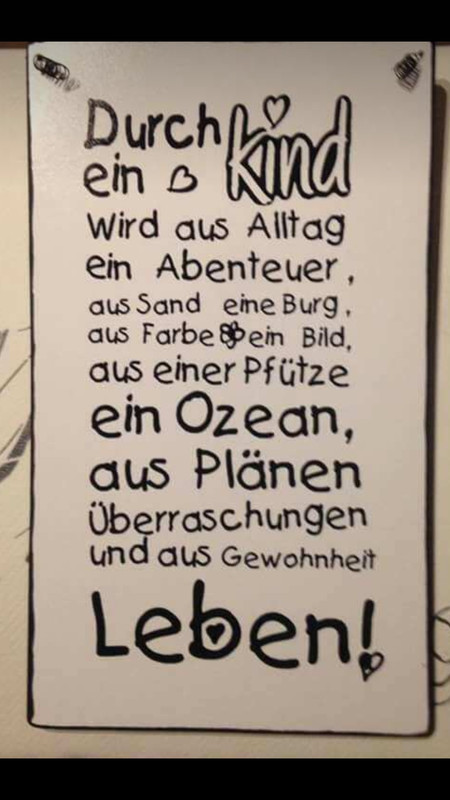 Durch
ein kind
Wird aus Alltag
ein Abenteuer,
aus Sand eine Burg,
aus Farbe ein Bild,
aus einer Pfütze
ein Ozean,
aus Plänen
Überraschungen
und aus Gewohnheit
Leben!